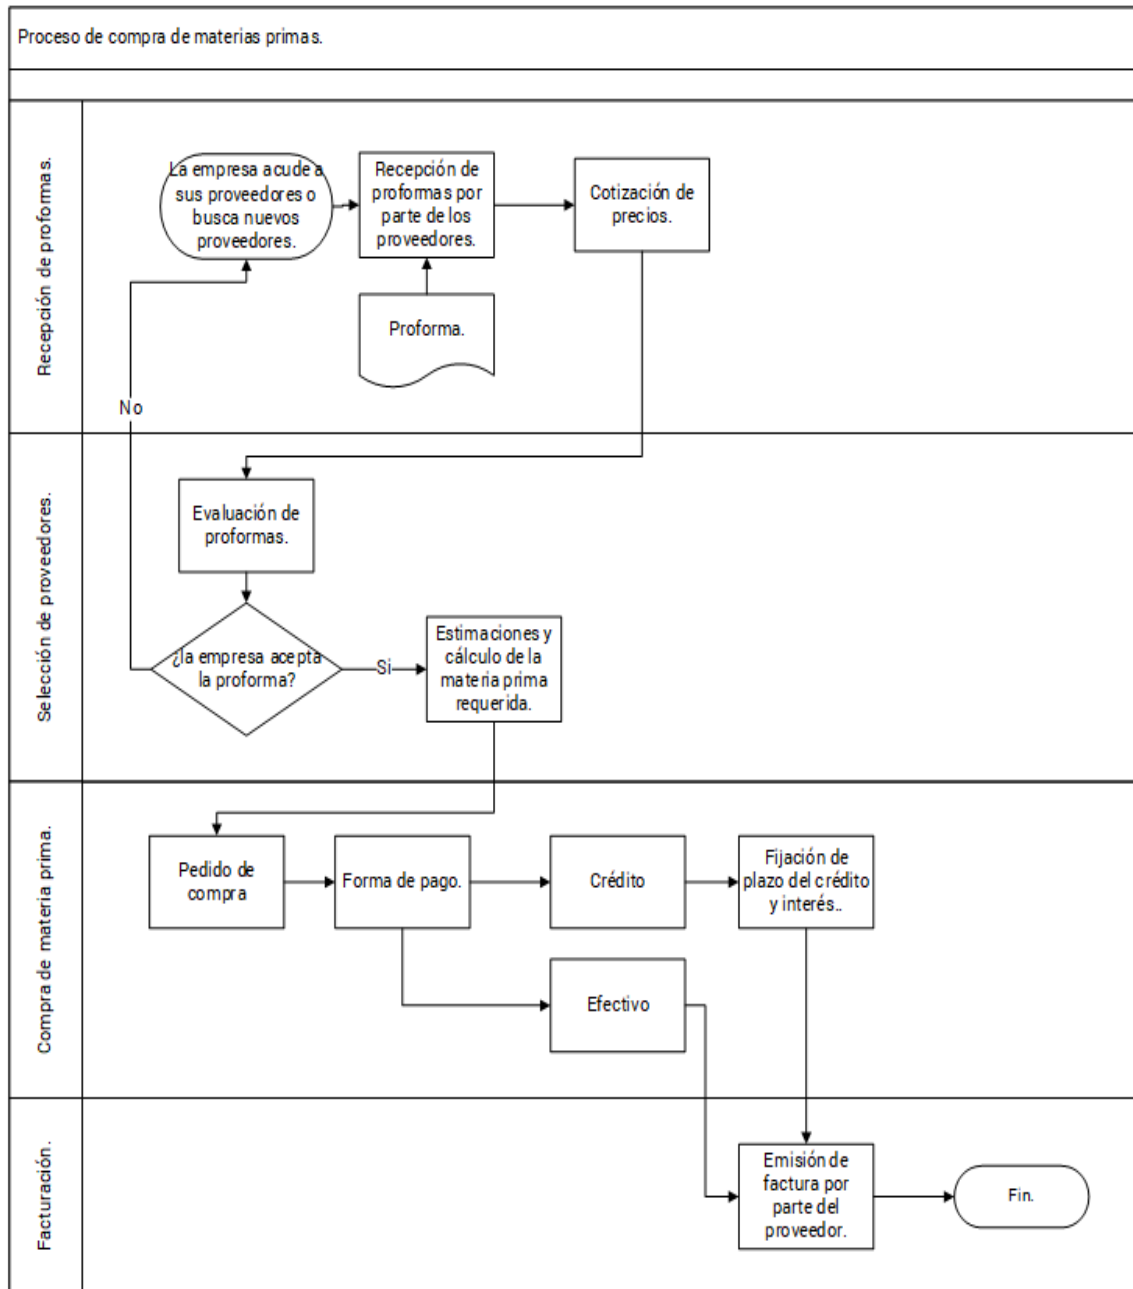 Proceso de compra de materias primas.
Recepción de proformas.
La empresa acude a
sus proveedores o
busca nuevos
proveedores.
Recepción de
proformas por
parte de los
proveedores.
Cotización de
precios.
Proforma.
No
Selección de proveedores.
Evaluación de
proformas.
¿la empresa acepta
la proforma?
Si
Estimaciones y
cálculo de la
materia prima
requerida.
Compra de materia prima.
Pedido de
compra
Forma de pago.
Crédito
Fijación de
plazo del crédito
y interés..
Efectivo
Facturación.
Emisión de
factura por
parte del
proveedor.
Fin.